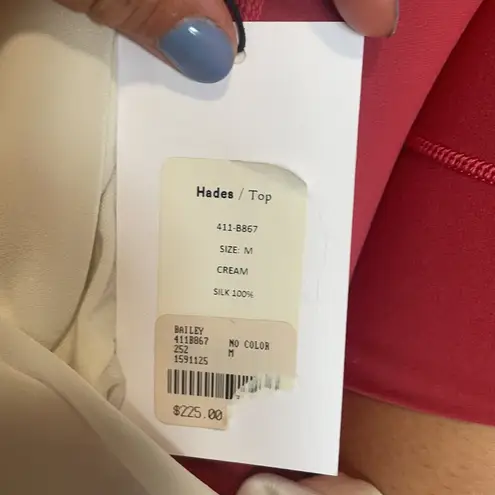 Hades / Top
411-B867
SIZE: M
CREAM
SILK 100%
BAILEY
411B867 NO COLOR
252 M
1591125
$225.00